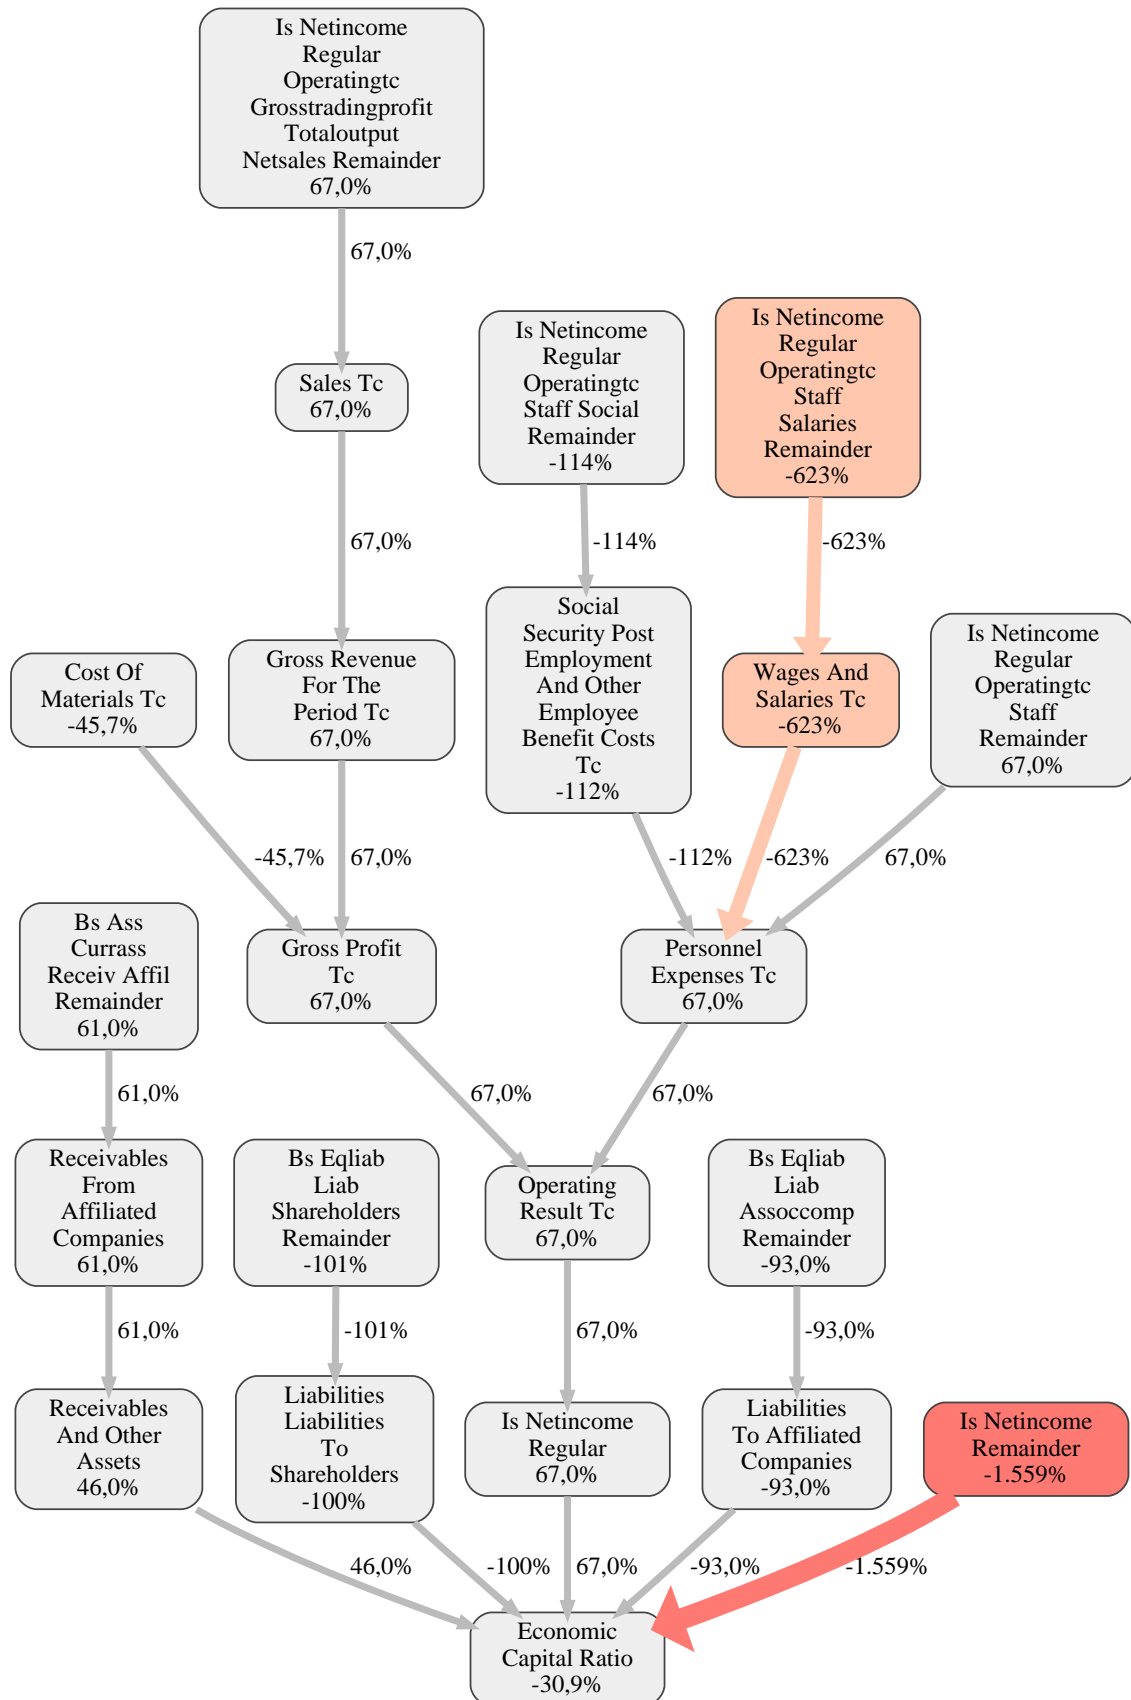 Is Netincome
Regular
Operatingtc
Grosstradingprofit
Totaloutput
Netsales Remainder
67,0%
67,0%
Is Netincome
Regular
Operatingtc
Staff Social
Remainder
-114%
Is Netincome
Regular
Operatingtc
Staff
Salaries
Remainder
-623%
Sales Tc
67,0%
67,0%
-114%
-623%
Cost Of
Materials Tc
-45,7%
Gross Revenue
For The
Period Tc
67,0%
Social
Security Post
Employment
And Other
Employee
Benefit Costs
Tc
-112%
Wages And
Salaries Tc
-623%
Is Netincome
Regular
Operatingtc
Staff
Remainder
67,0%
-45,7%
67,0%
-112%
-623%
67,0%
Bs Ass
Currass
Receiv Affil
Remainder
61,0%
Gross Profit
Tc
67,0%
Personnel
Expenses Tc
67,0%
61,0%
67,0%
67,0%
Receivables
From
Affiliated
Companies
61,0%
Bs Eqliab
Liab
Shareholders
Remainder
-101%
Operating
Result Tc
67,0%
Bs Eqliab
Liab
Assoccomp
Remainder
-93,0%
61,0%
-101%
67,0%
-93,0%
Receivables
And Other
Assets
46,0%
Liabilities
Liabilities
To
Shareholders
-100%
Is Netincome
Regular
67,0%
Liabilities
To Affiliated
Companies
-93,0%
Is Netincome
Remainder
-1.559%
46,0%
-100%
67,0%
-93,0%
-1.559%
Economic
Capital Ratio
-30,9%